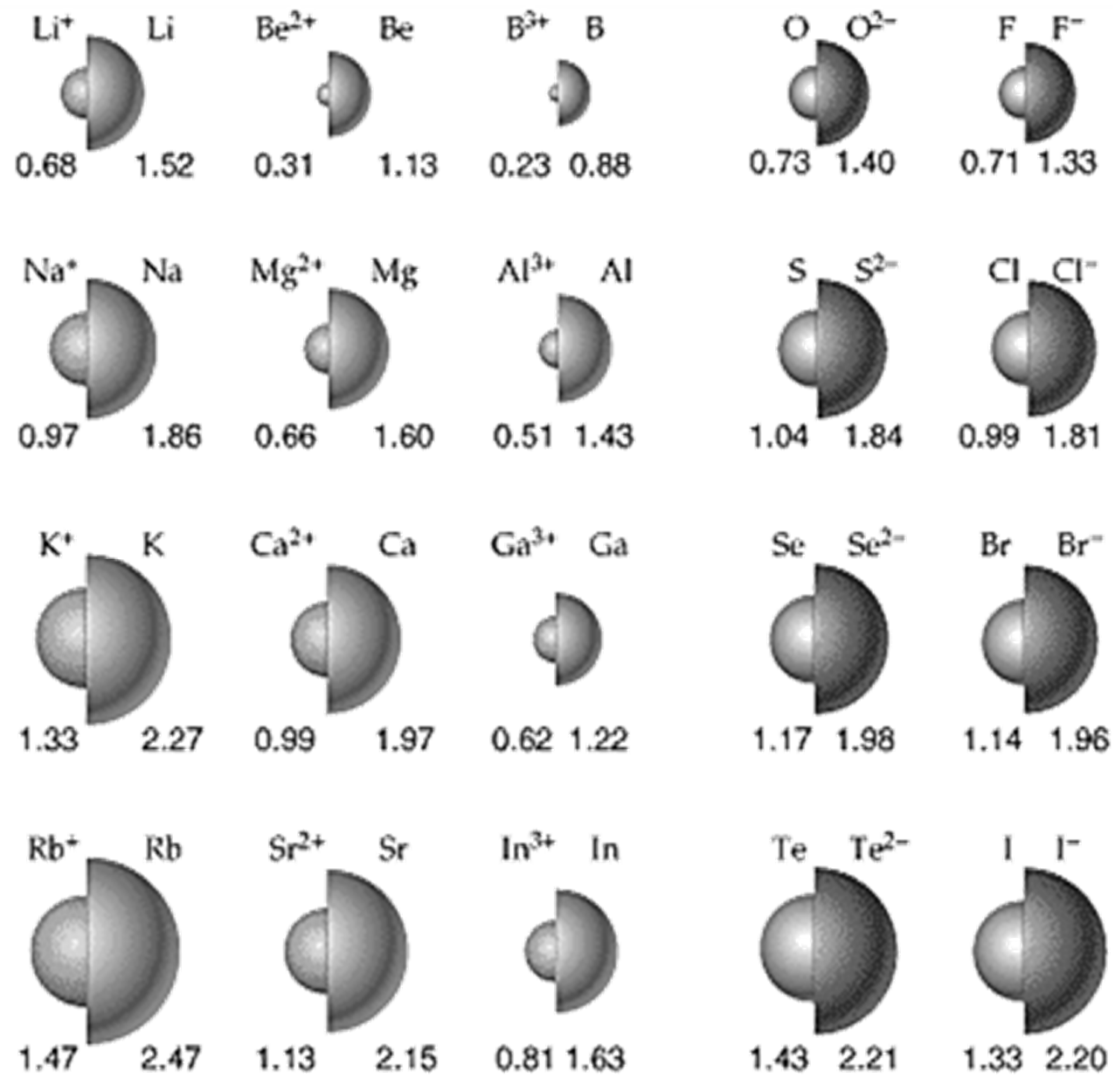 Li⁺ Li Be²⁺ Be B³⁺ B O O²⁻ F F⁻
0.68 1.52 0.31 1.13 0.23 0.88 0.73 1.40 0.71 1.33
Na⁺ Na Mg²⁺ Mg Al³⁺ Al S S²⁻ Cl Cl⁻
0.97 1.86 0.66 1.60 0.51 1.43 1.04 1.84 0.99 1.81
K⁺ K Ca²⁺ Ca Ga³⁺ Ga Se Se²⁻ Br Br⁻
1.33 2.27 0.99 1.97 0.62 1.22 1.17 1.98 1.14 1.96
Rb⁺ Rb Sr²⁺ Sr In³⁺ In Te Te²⁻ I I⁻
1.47 2.47 1.13 2.15 0.81 1.63 1.43 2.21 1.33 2.20